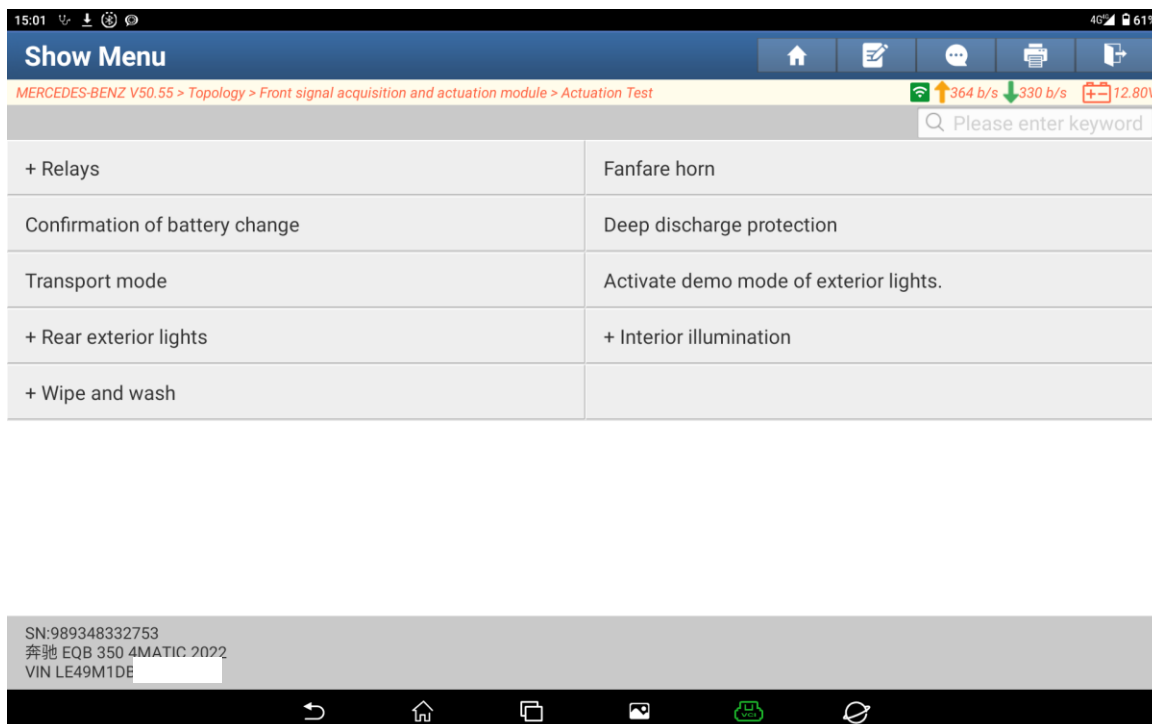 15:01
4G 61%
Show Menu
MERCEDES-BENZ V50.55 > Topology > Front signal acquisition and actuation module > Actuation Test
364 b/s 330 b/s 12.80V
Please enter keyword
+ Relays
Fanfare horn
Confirmation of battery change
Deep discharge protection
Transport mode
Activate demo mode of exterior lights.
+ Rear exterior lights
+ Interior illumination
+ Wipe and wash
SN:989348332753
奔驰 EQB 350 4MATIC 2022
VIN LE49M1DB
VCI